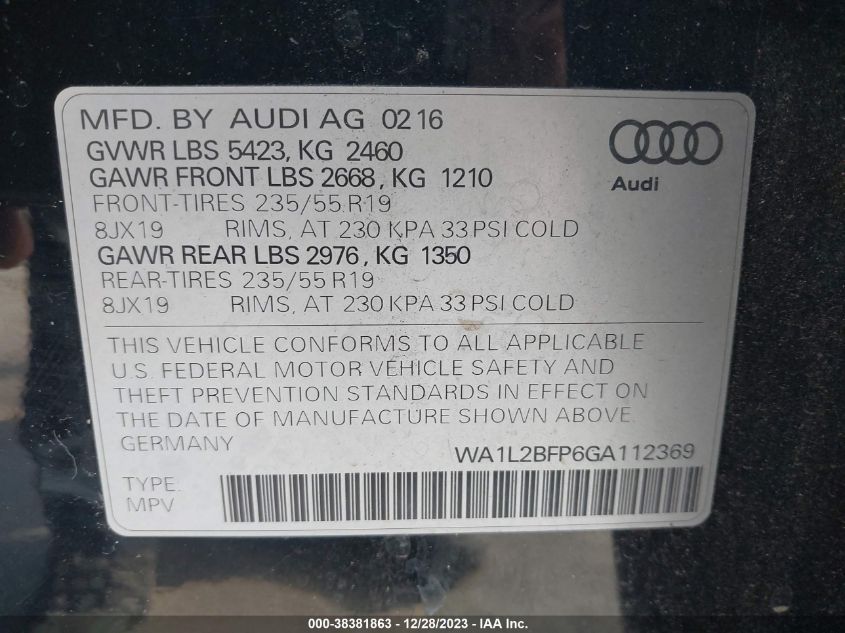 MFD. BY AUDI AG 02 16
GVWR LBS 5423, KG 2460
GAWR FRONT LBS 2668, KG 1210
FRONT-TIRES 235/55 R19
8JX19 RIMS, AT 230 KPA 33 PSI COLD
GAWR REAR LBS 2976, KG 1350
REAR-TIRES 235/55 R19
8JX19 RIMS, AT 230 KPA 33 PSI COLD
Audi
THIS VEHICLE CONFORMS TO ALL APPLICABLE
U.S. FEDERAL MOTOR VEHICLE SAFETY AND
THEFT PREVENTION STANDARDS IN EFFECT ON
THE DATE OF MANUFACTURE SHOWN ABOVE.
GERMANY
WA1L2BFP6GA112369
TYPE:
MPV
000-38381863 - 12/28/2023 - IAA Inc.